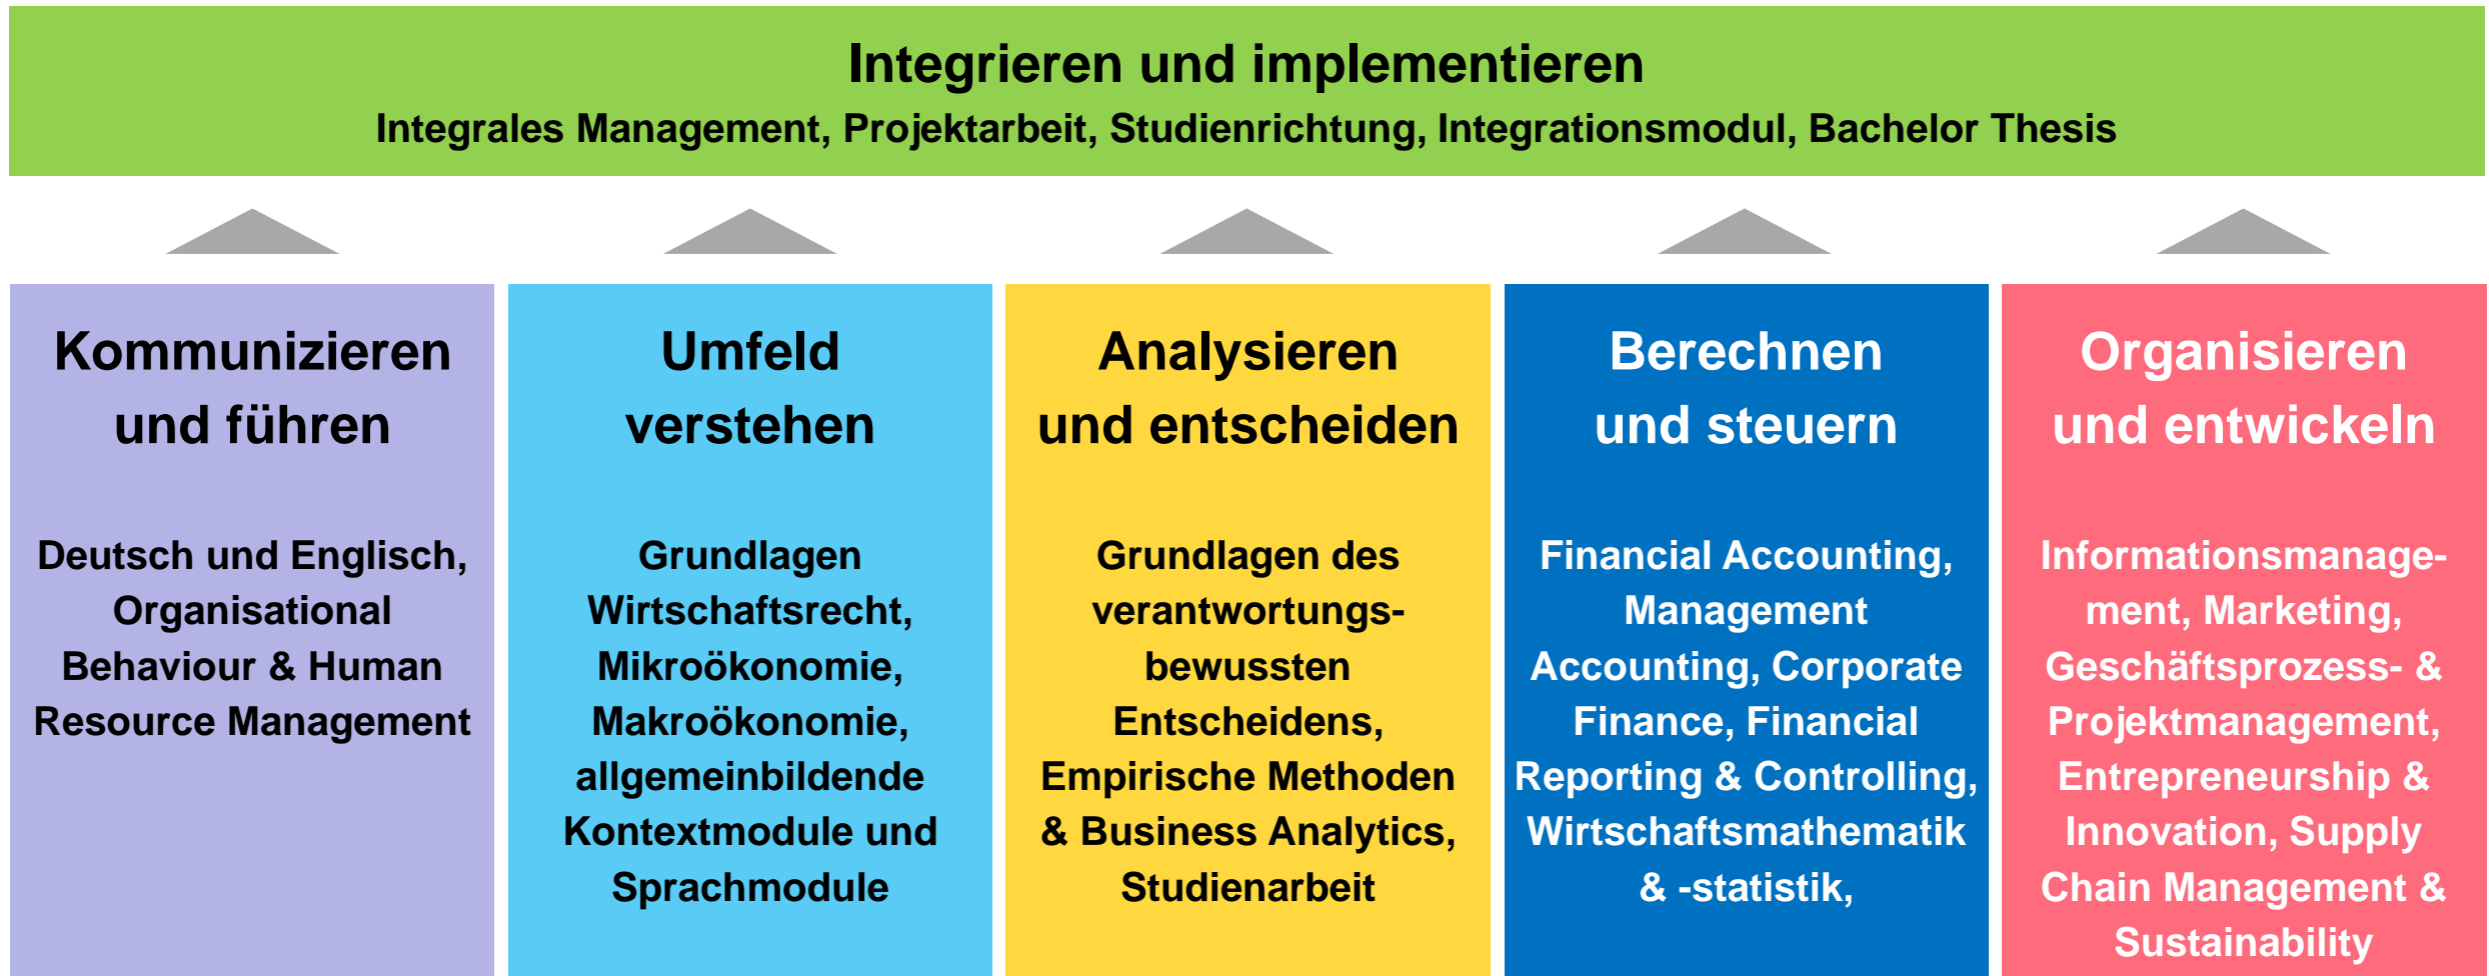 Integrieren und implementieren
Integrales Management, Projektarbeit, Studienrichtung, Integrationsmodul, Bachelor Thesis
Kommunizieren
und führen
Deutsch und Englisch,
Organisational
Behaviour & Human
Resource Management
Umfeld
verstehen
Grundlagen
Wirtschaftsrecht,
Mikroökonomie,
Makroökonomie,
allgemeinbildende
Kontextmodule und
Sprachmodule
Analysieren
und entscheiden
Grundlagen des
verantwortungs-
bewussten
Entscheidens,
Empirische Methoden
& Business Analytics,
Studienarbeit
Berechnen
und steuern
Financial Accounting,
Management
Accounting, Corporate
Finance, Financial
Reporting & Controlling,
Wirtschaftsmathematik
& -statistik,
Organisieren
und entwickeln
Informationsmanage-
ment, Marketing,
Geschäftsprozess- &
Projektmanagement,
Entrepreneurship &
Innovation, Supply
Chain Management &
Sustainability